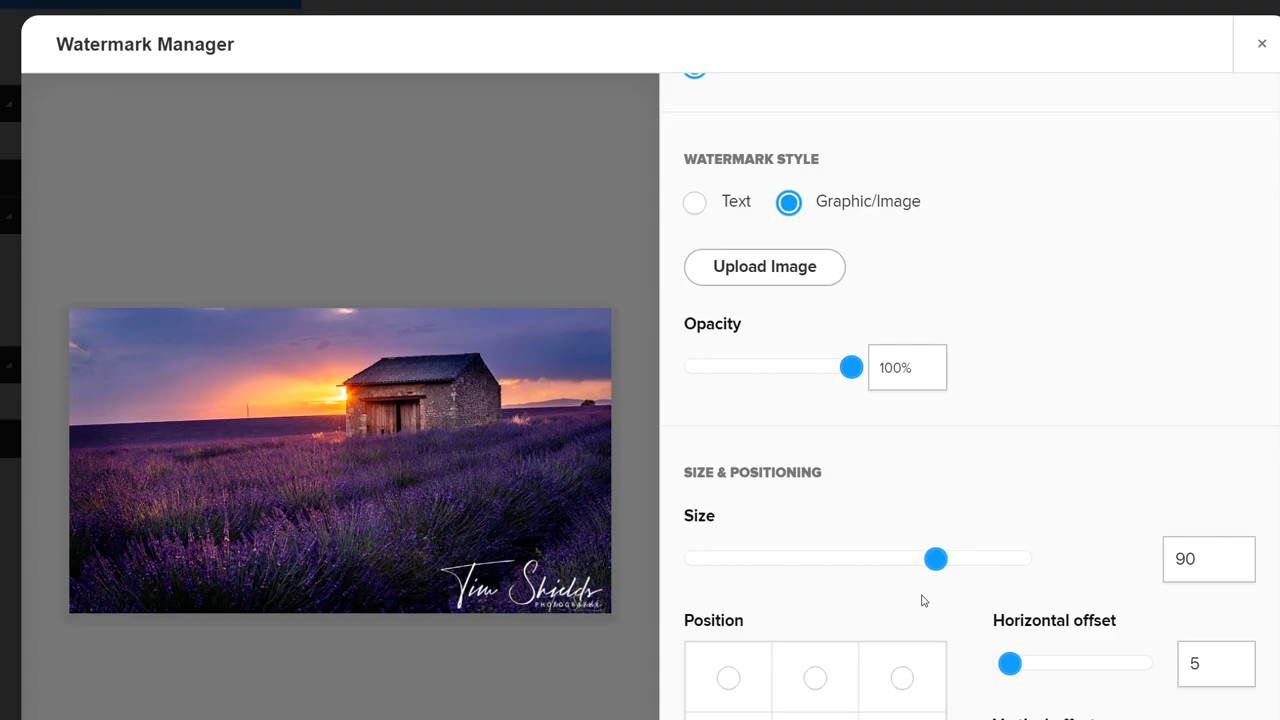 Watermark Manager
×
WATERMARK STYLE
Text
Graphic/Image
Upload Image
Opacity
100%
SIZE & POSITIONING
Size
90
Position
Horizontal offset
5
Tim Shields
PHOTOGRAPHY